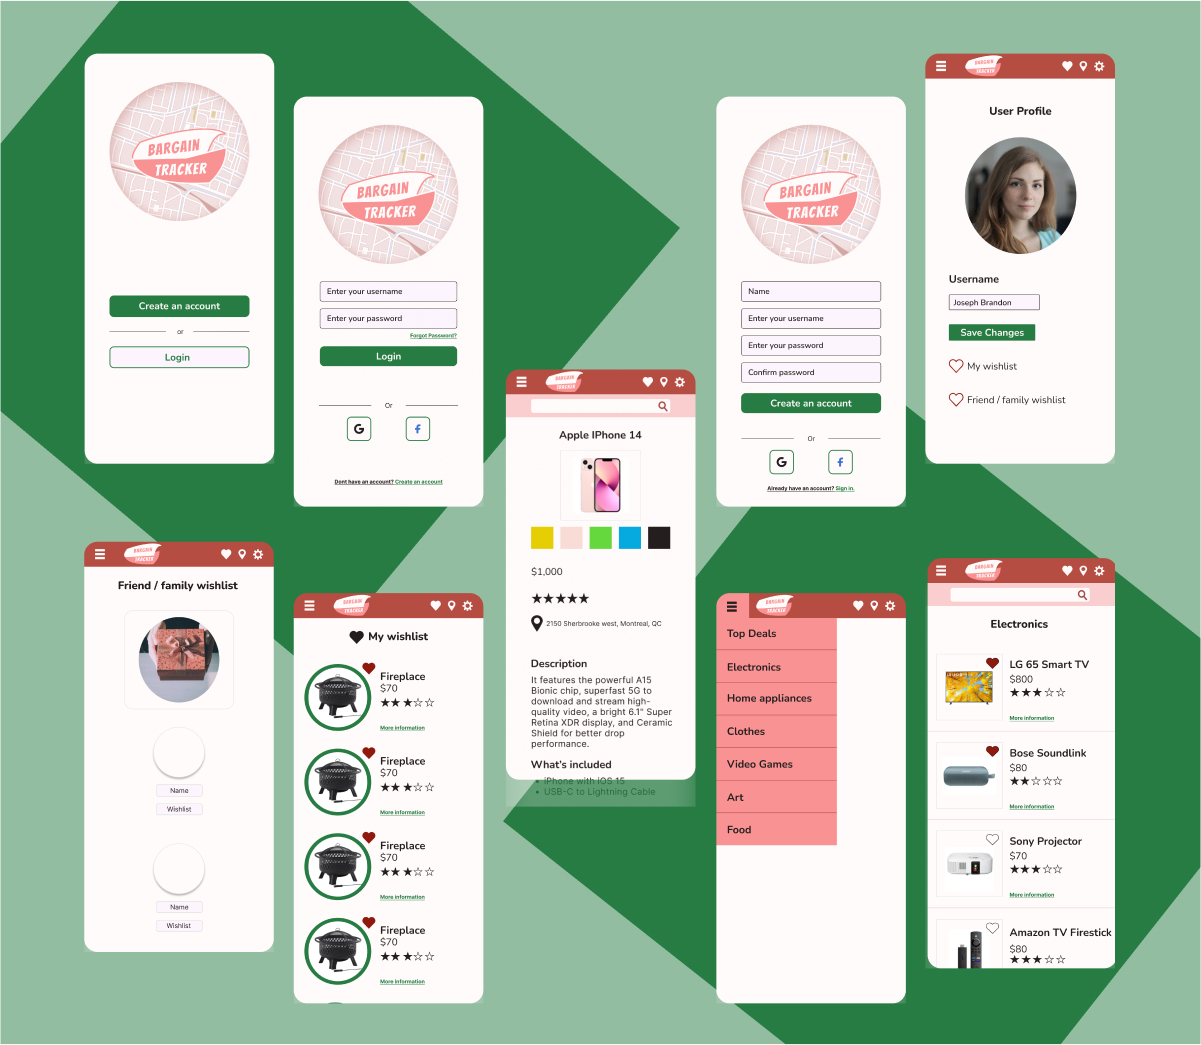 BARGAIN
TRACKER
Create an account
or
Login
BARGAIN
TRACKER
Enter your username
Enter your password
Forgot Password?
Login
Or
G
f
Dont have an account? Create an account
BARGAIN
TRACKER
Apple IPhone 14
$1,000
2150 Sherbrooke west, Montreal, QC
Description
It features the powerful A15
Bionic chip, superfast 5G to
download and stream high-
quality video, a bright 6.1" Super
Retina XDR display, and Ceramic
Shield for better drop
performance.
What's included
• iPhone with iOS 15
• USB-C to Lightning Cable
BARGAIN
TRACKER
Name
Enter your username
Enter your password
Confirm password
Create an account
Or
G
f
Already have an account? Sign in.
BARGAIN
TRACKER
User Profile
Username
Joseph Brandon
Save Changes
My wishlist
Friend / family wishlist
BARGAIN
TRACKER
Friend / family wishlist
Name
Wishlist
Name
Wishlist
BARGAIN
TRACKER
My wishlist
Fireplace
$70
More information
Fireplace
$70
More information
Fireplace
$70
More information
Fireplace
$70
More information
BARGAIN
TRACKER
Top Deals
Electronics
Home appliances
Clothes
Video Games
Art
Food
BARGAIN
TRACKER
Electronics
LG 65 Smart TV
$800
More information
Bose Soundlink
$80
More information
Sony Projector
$70
More information
Amazon TV Firestick
$80